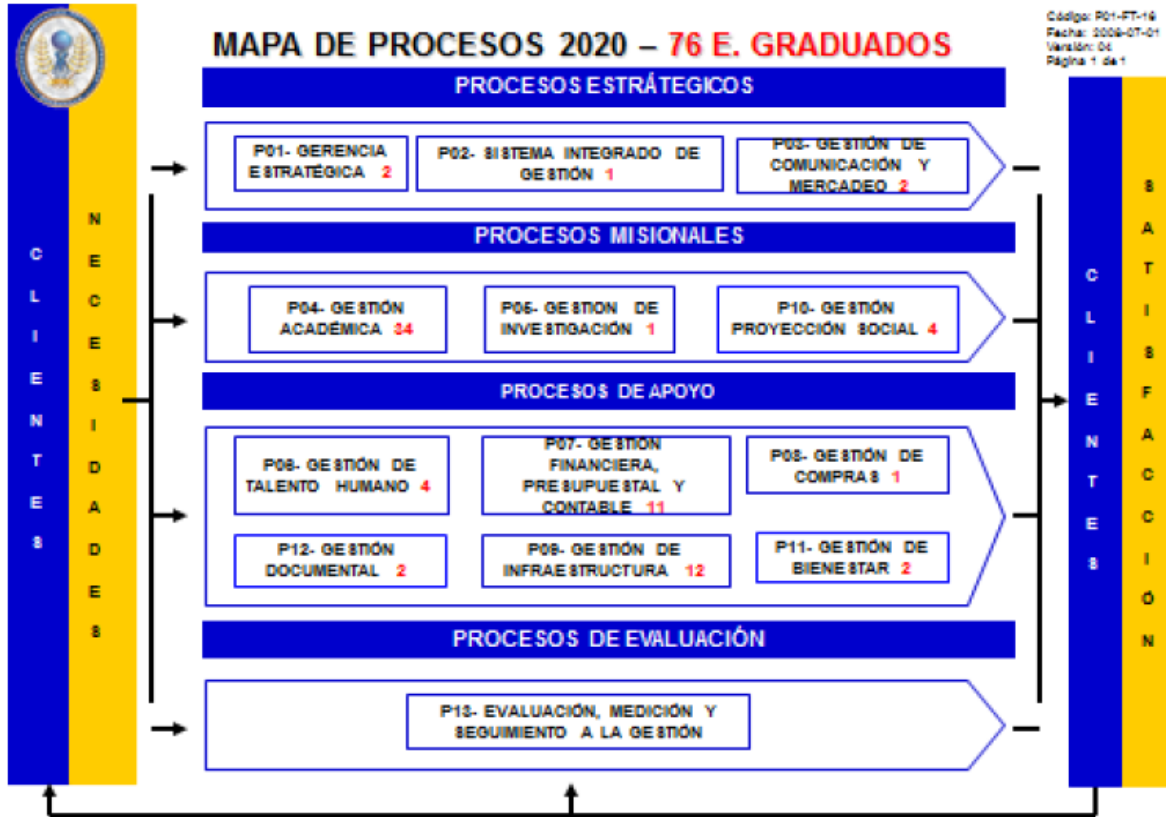 Código: P01-FT-16
Fecha: 2008-07-01
Versión: 04
Página 1 de 1
MAPA DE PROCESOS 2020 – 76 E. GRADUADOS
PROCESOS ESTRÁTEGICOS
P01- GERENCIA
ESTRATÉGICA 2
P02- SISTEMA INTEGRADO DE
GESTIÓN 1
P03- GESTIÓN DE
COMUNICACIÓN Y
MERCADEO 2
PROCESOS MISIONALES
P04- GESTIÓN
ACADÉMICA 34
P05- GESTION DE
INVESTIGACIÓN 1
P10- GESTIÓN
PROYECCIÓN SOCIAL 4
PROCESOS DE APOYO
P06- GESTIÓN DE
TALENTO HUMANO 4
P07- GESTIÓN
FINANCIERA,
PRESUPUESTAL Y
CONTABLE 11
P08- GESTIÓN DE
COMPRAS 1
P12- GESTIÓN
DOCUMENTAL 2
P09- GESTIÓN DE
INFRAESTRUCTURA 12
P11- GESTIÓN DE
BIENESTAR 2
PROCESOS DE EVALUACIÓN
P13- EVALUACIÓN, MEDICIÓN Y
SEGUIMIENTO A LA GESTIÓN
CLIENTES
NECESIDADES
CLIENTES
SATISFACCIÓN